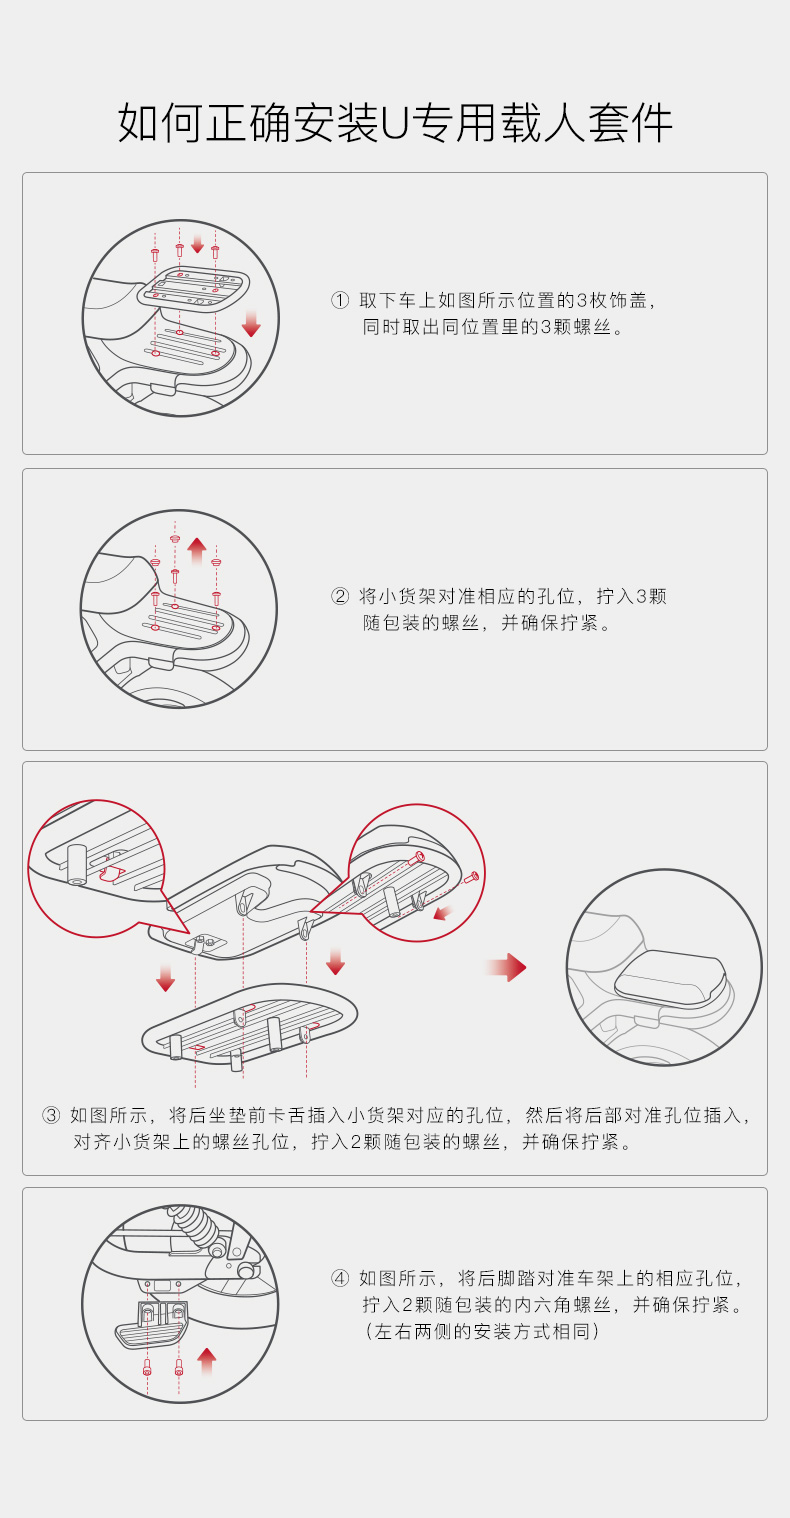 如何正确安装U专用载人套件
① 取下车上如图所示位置的3枚饰盖，
同时取出同位置里的3颗螺丝。
② 将小货架对准相应的孔位，拧入3颗
随包装的螺丝，并确保拧紧。
③ 如图所示，将后坐垫前卡舌插入小货架对应的孔位，然后将后部对准孔位插入，
对齐小货架上的螺丝孔位，拧入2颗随包装的螺丝，并确保拧紧。
④ 如图所示，将后脚踏对准车架上的相应孔位，
拧入2颗随包装的内六角螺丝，并确保拧紧。
（左右两侧的安装方式相同）